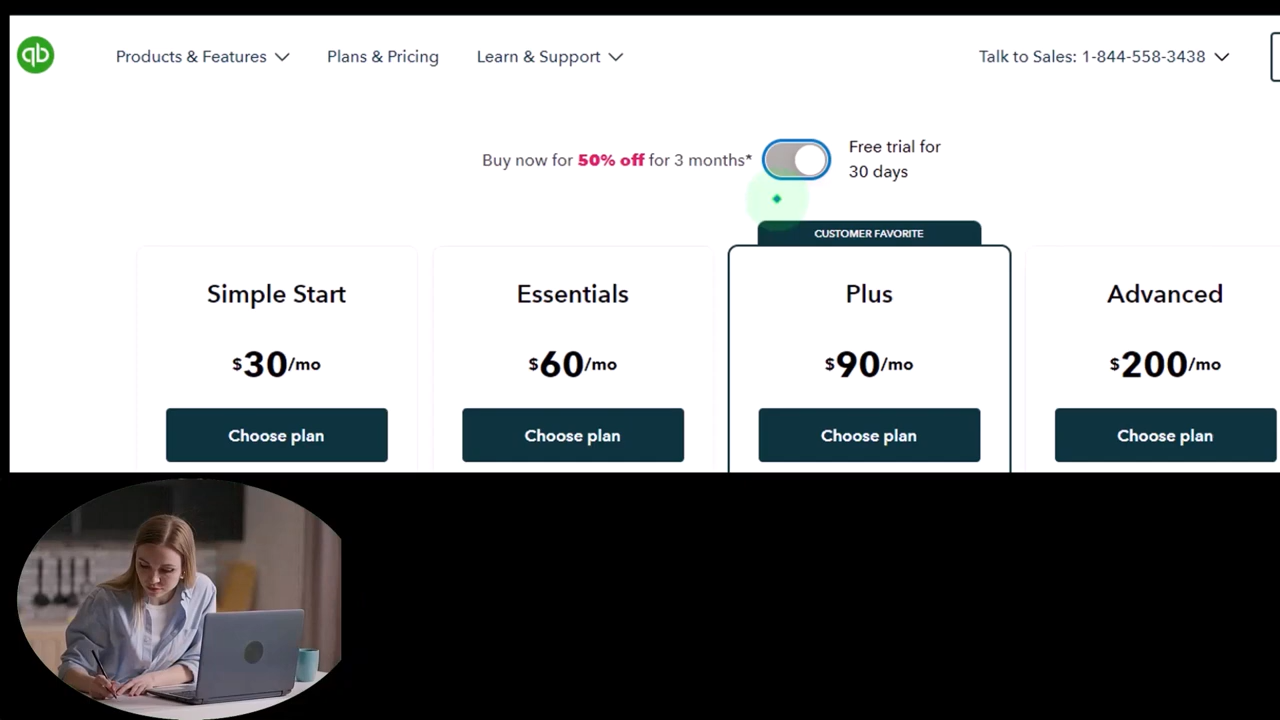 qb
Products & Features
Plans & Pricing
Learn & Support
Talk to Sales: 1-844-558-3438
Buy now for 50% off for 3 months*
Free trial for
30 days
CUSTOMER FAVORITE
Simple Start
Essentials
Plus
Advanced
$30/mo
$60/mo
$90/mo
$200/mo
Choose plan
Choose plan
Choose plan
Choose plan